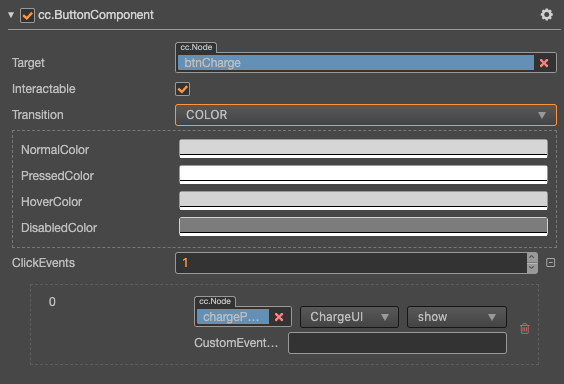 cc.ButtonComponent
cc.Node
Target
btnCharge
Interactable
Transition
COLOR
NormalColor
PressedColor
HoverColor
DisabledColor
ClickEvents
1
0
cc.Node
chargeP...
ChargeUI
show
CustomEvent...